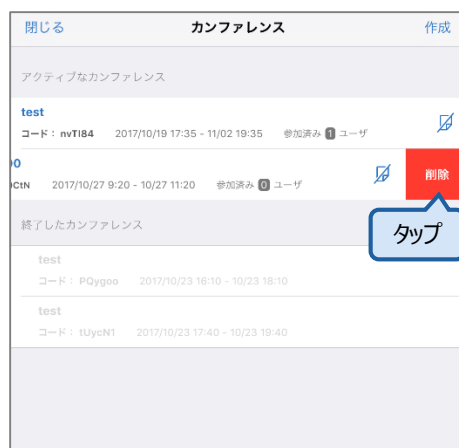 閉じる カンファレンス 作成
アクティブなカンファレンス
test
コード： nvTI84 2017/10/19 17:35 - 11/02 19:35 参加済み 1 ユーザ
CtN 2017/10/27 9:20 - 10/27 11:20 参加済み 0 ユーザ
削除
タップ
終了したカンファレンス
test
コード： PQygoo 2017/10/23 16:10 - 10/23 18:10
test
コード： tUycN1 2017/10/23 17:40 - 10/23 19:40